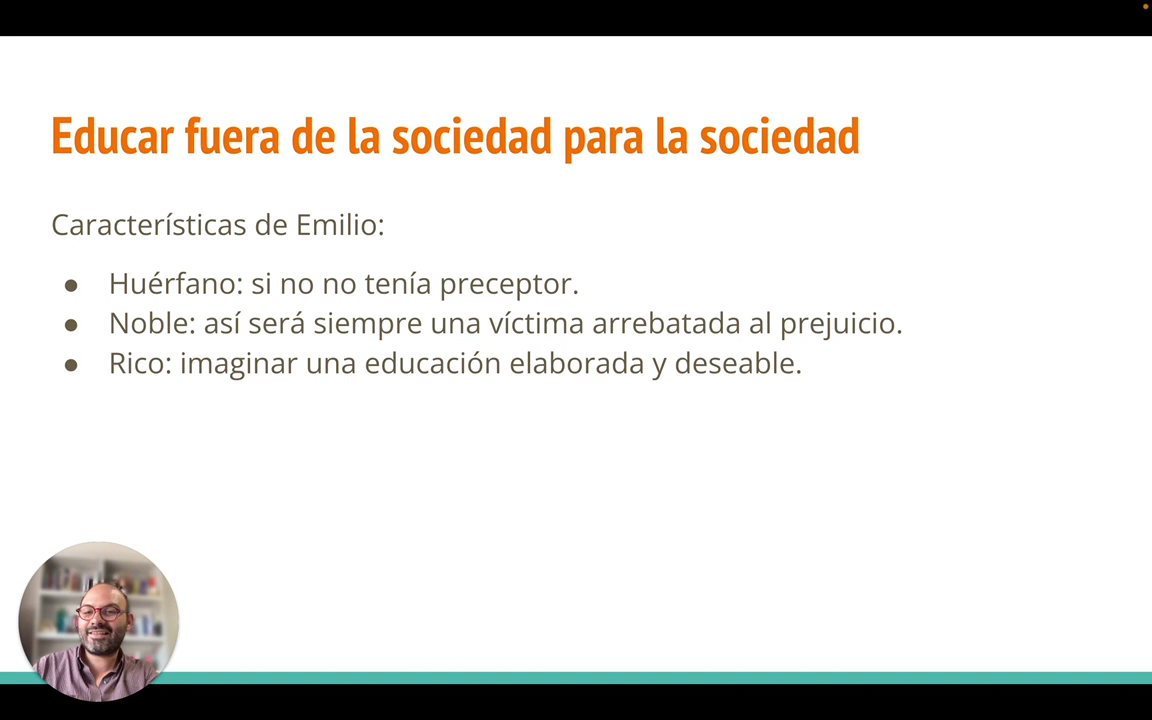 Educar fuera de la sociedad para la sociedad
Características de Emilio:
● Huérfano: si no no tenía preceptor.
● Noble: así será siempre una víctima arrebatada al prejuicio.
● Rico: imaginar una educación elaborada y deseable.